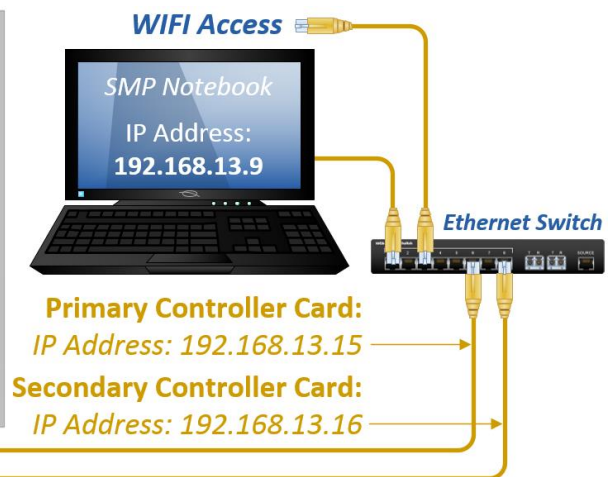 WIFI Access
SMP Notebook
IP Address:
192.168.13.9
Ethernet Switch
SOURCE
Primary Controller Card:
IP Address: 192.168.13.15
Secondary Controller Card:
IP Address: 192.168.13.16